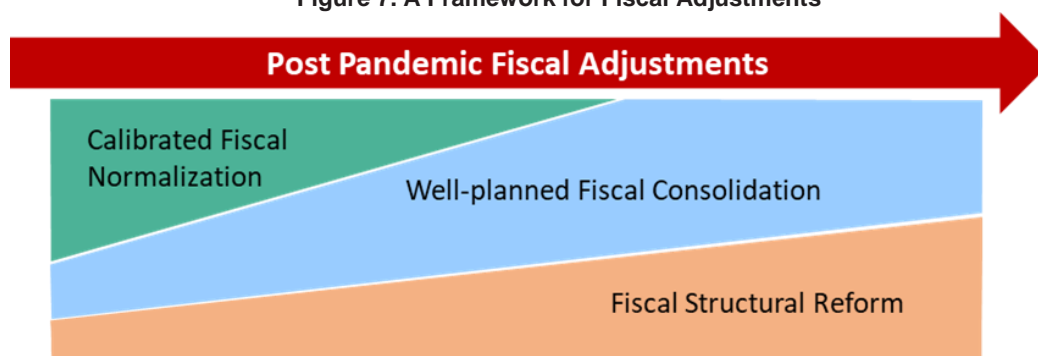 Figure 7. A Framework for Fiscal Adjustments
Post Pandemic Fiscal Adjustments
Calibrated Fiscal
Normalization
Well-planned Fiscal Consolidation
Fiscal Structural Reform